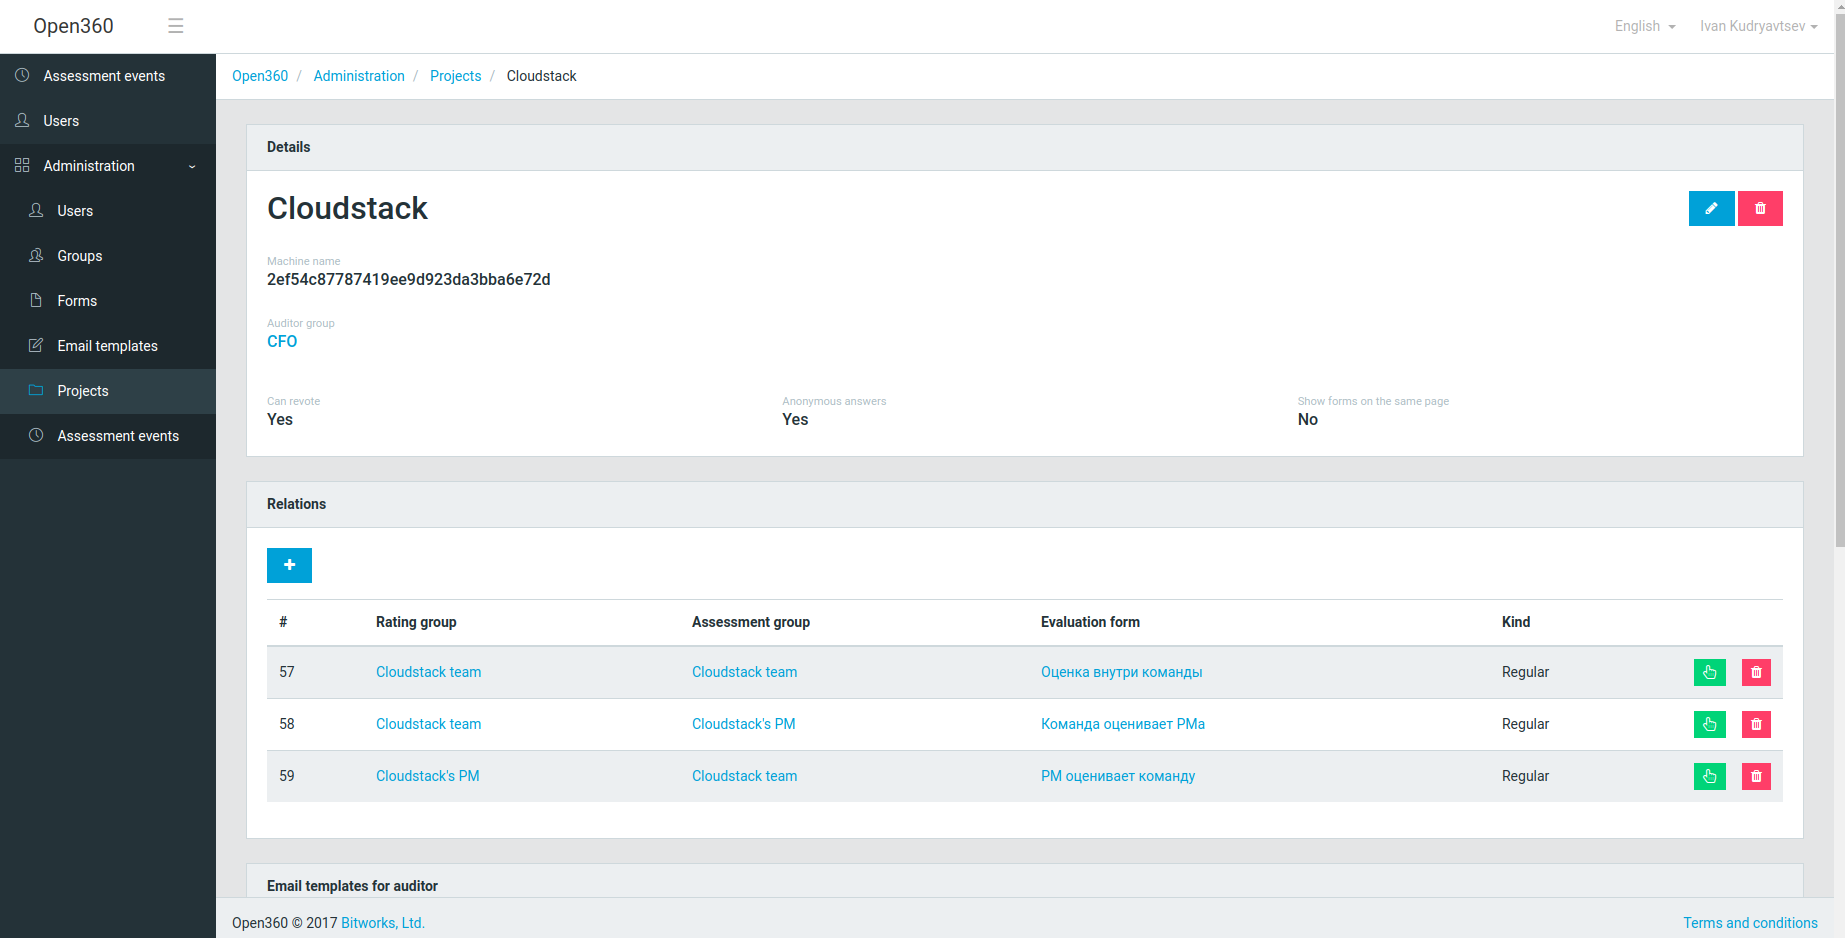 Open360
English
Ivan Kudryavtsev
Assessment events
Users
Administration
Users
Groups
Forms
Email templates
Projects
Assessment events
Open360 / Administration / Projects / Cloudstack
Details
Cloudstack
Machine name
2ef54c87787419ee9d923da3bba6e72d
Auditor group
CFO
Can revote
Yes
Anonymous answers
Yes
Show forms on the same page
No
Relations
# Rating group Assessment group Evaluation form Kind
57 Cloudstack team Cloudstack team Оценка внутри команды Regular
58 Cloudstack team Cloudstack's PM Команда оценивает PMа Regular
59 Cloudstack's PM Cloudstack team PM оценивает команду Regular
Email templates for auditor
Open360 © 2017 Bitworks, Ltd.
Terms and conditions